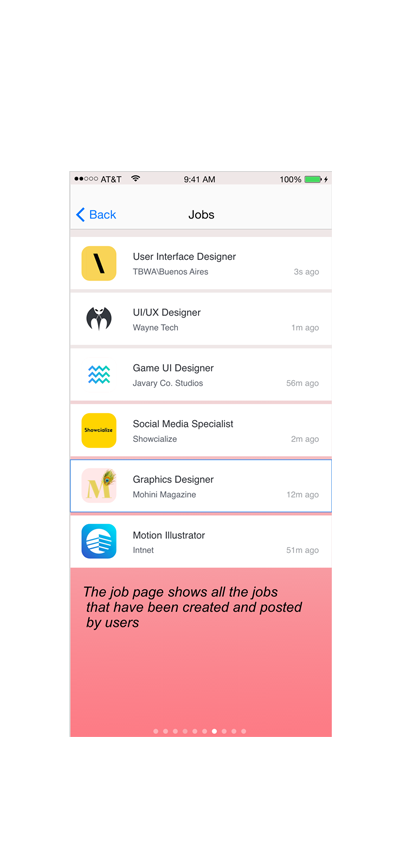 AT&T 9:41 AM 100%
Back Jobs
User Interface Designer
TBWA\Buenos Aires 3s ago
UI/UX Designer
Wayne Tech 1m ago
Game UI Designer
Javary Co. Studios 56m ago
Showcialize
Social Media Specialist
Showcialize 2m ago
M
Graphics Designer
Mohini Magazine 12m ago
Motion Illustrator
Intnet 51m ago
The job page shows all the jobs
that have been created and posted
by users